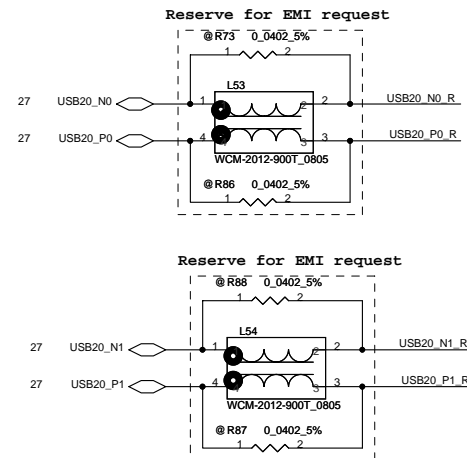 Reserve for EMI request
@R73 0_0402_5%
1 2
L53
27 USB20_N0 1 2 2 USB20_N0_R
27 USB20_P0 4 3 3 USB20_P0_R
WCM-2012-900T_0805
@R86 0_0402_5%
1 2
Reserve for EMI request
@R88 0_0402_5%
1 2
L54
27 USB20_N1 1 2 2 USB20_N1_R
27 USB20_P1 4 3 3 USB20_P1_R
WCM-2012-900T_0805
@R87 0_0402_5%
1 2